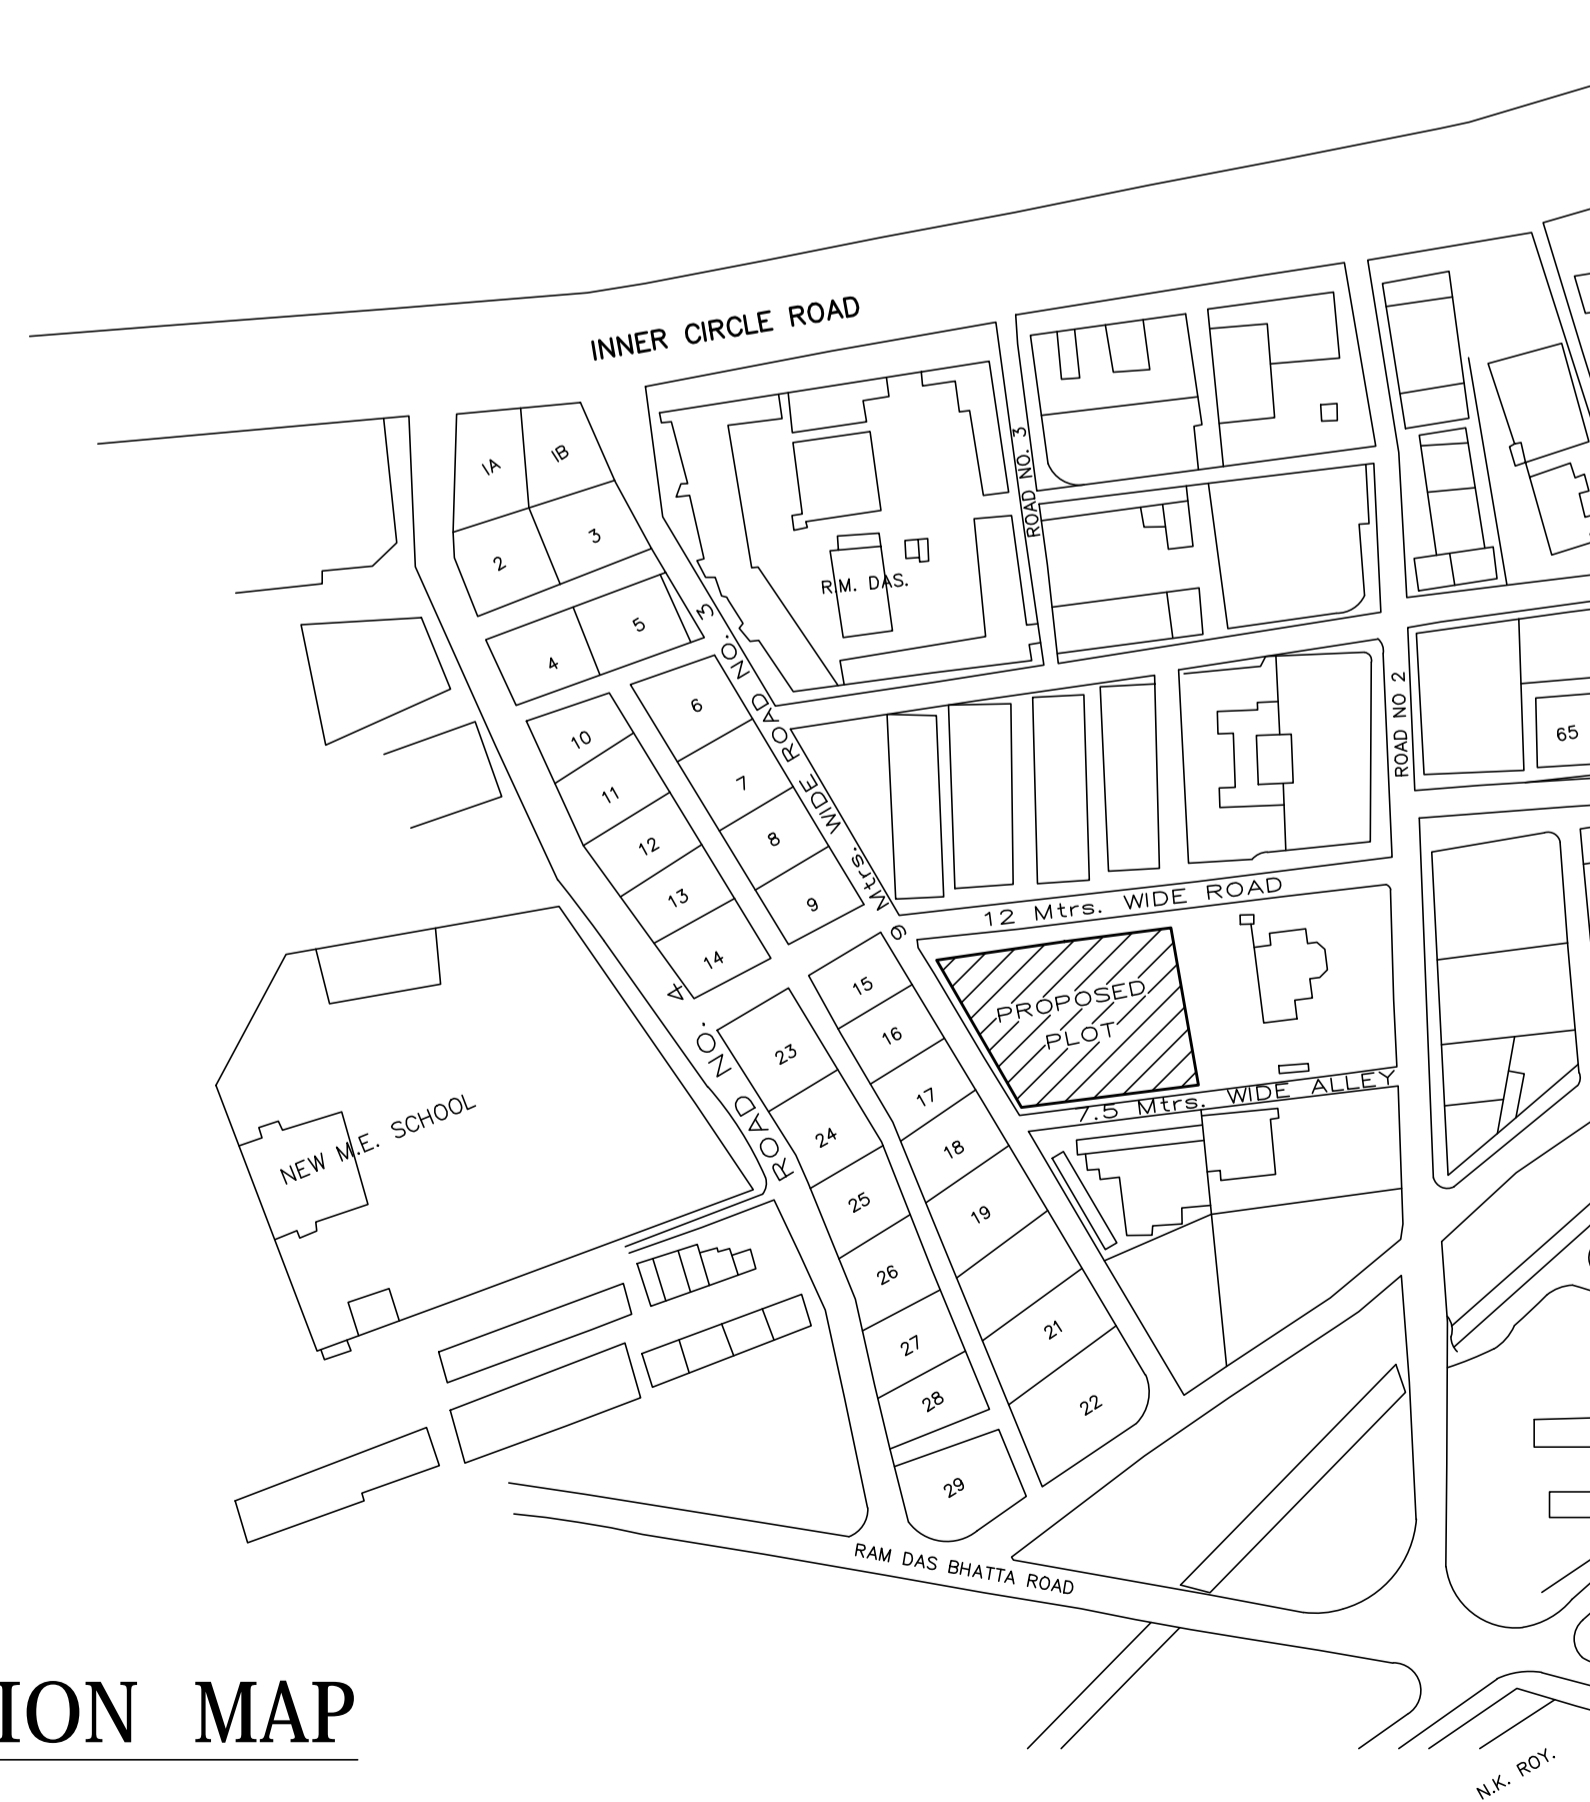 INNER CIRCLE ROAD
1A
1B
2
3
4
5
R.M. DAS.
ROAD NO. 3
6
7
8
9
10
11
12
13
14
9 Mtrs. WIDE ROAD NO. 3
ROAD NO 2
65
12 Mtrs. WIDE ROAD
PROPOSED
PLOT
7.5 Mtrs. WIDE ALLEY
NEW M.E. SCHOOL
ROAD NO. 4
15
16
17
18
19
21
22
23
24
25
26
27
28
29
RAM DAS BHATTA ROAD
ION MAP
N.K. ROY.